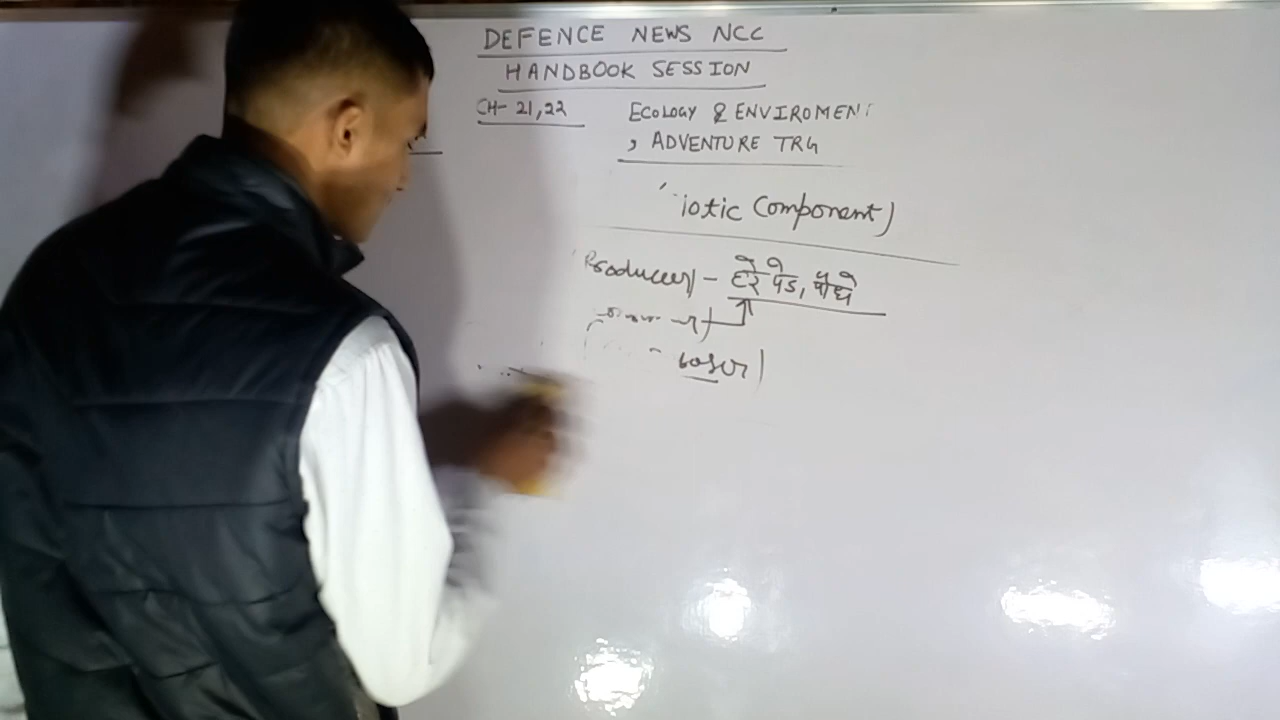 DEFENCE NEWS NCC
HANDBOOK SESSION
CH- 21,22 ECOLOGY & ENVIROMENT
, ADVENTURE TRG
iotic Component)
Producer - हरे पेड़, पौधे